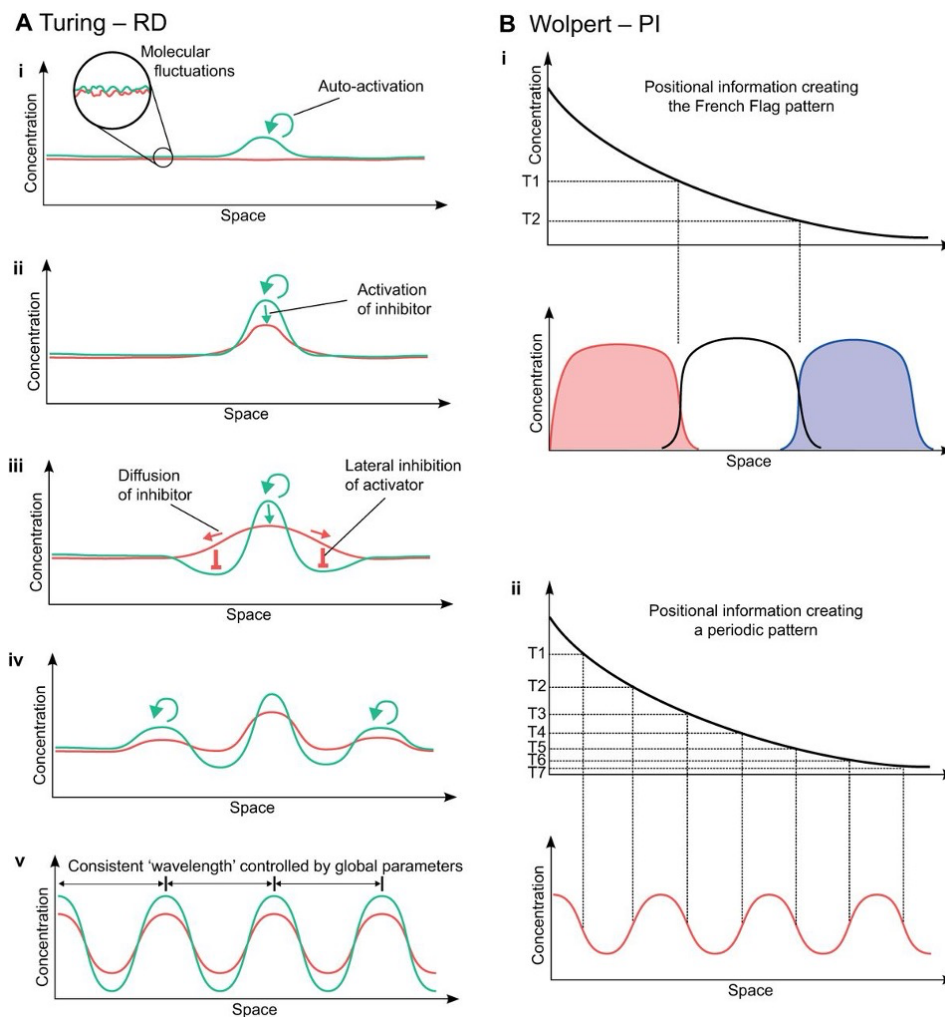 A Turing – RD
i
Molecular
fluctuations
Auto-activation
Concentration
Space
ii
Activation
of inhibitor
Concentration
Space
iii
Diffusion
of inhibitor
Lateral inhibition
of activator
Concentration
Space
iv
Concentration
Space
v
Consistent ‘wavelength’ controlled by global parameters
Concentration
Space
B Wolpert – PI
i
Positional information creating
the French Flag pattern
Concentration
T1
T2
Concentration
Space
ii
Positional information creating
a periodic pattern
T1
T2
T3
T4
T5
T6
T7
Concentration
Space